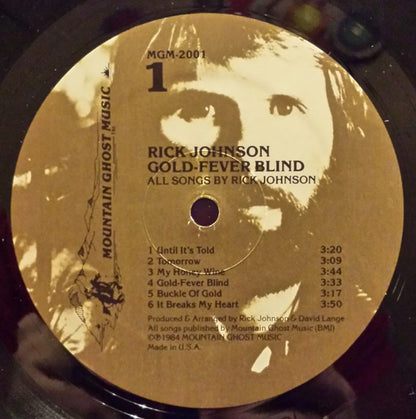 MGM-2001
1
MOUNTAIN GHOST MUSIC™
RICK JOHNSON
GOLD-FEVER BLIND
ALL SONGS BY RICK JOHNSON
1 Until It's Told 3:20
2 Tomorrow 3:09
3 My Honey Wine 3:44
4 Gold-Fever Blind 3:33
5 Buckle Of Gold 3:17
6 It Breaks My Heart 3:50
Produced & Arranged by Rick Johnson & David Lange
All songs published by Mountain Ghost Music (BMI)
©℗1984 MOUNTAIN GHOST MUSIC
Made in U.S.A.